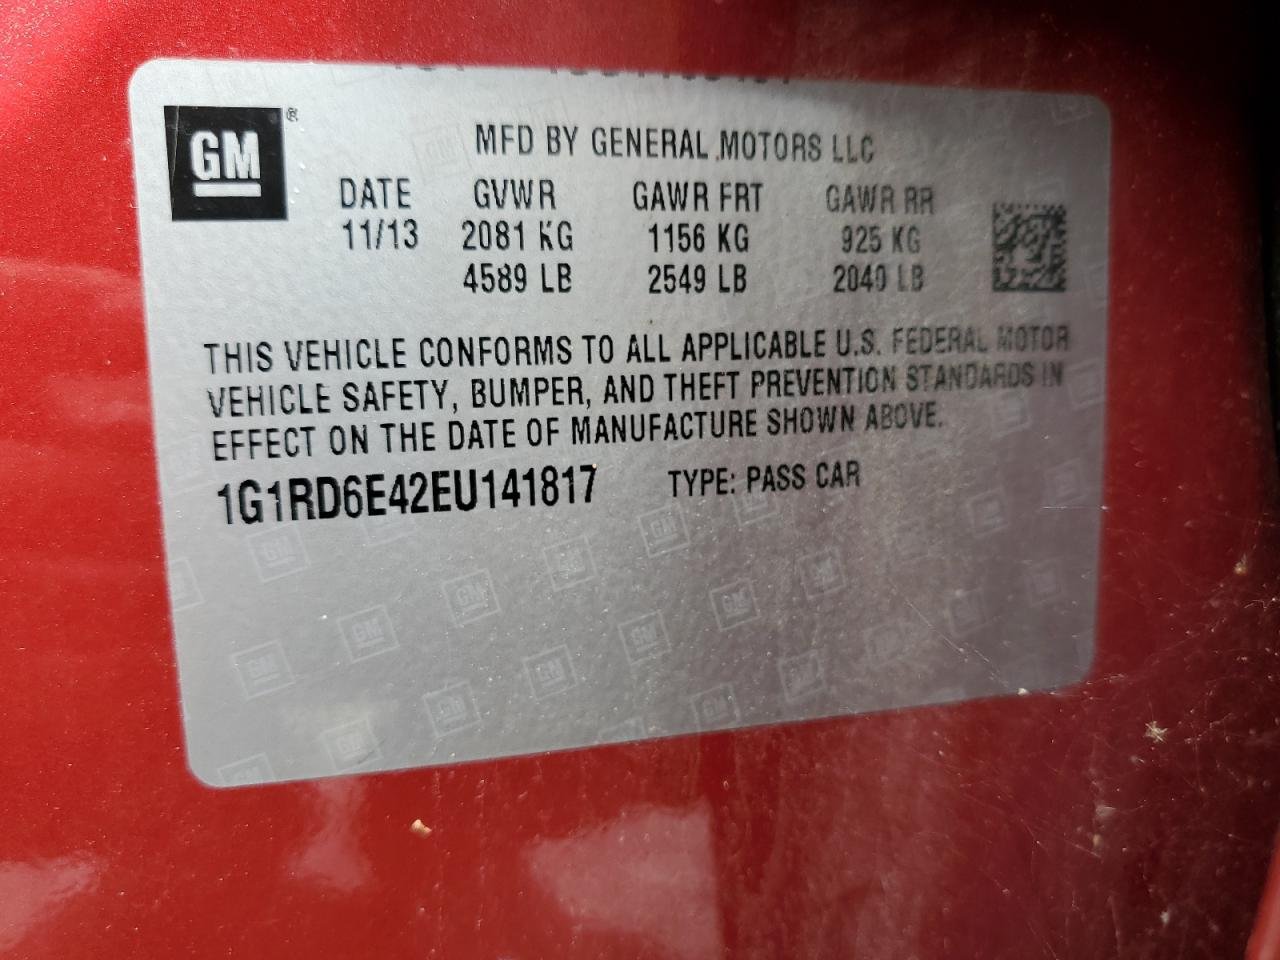 GM®
MFD BY GENERAL MOTORS LLC
DATE GVWR GAWR FRT GAWR RR
11/13 2081 KG 1156 KG 925 KG
4589 LB 2549 LB 2040 LB
THIS VEHICLE CONFORMS TO ALL APPLICABLE U.S. FEDERAL MOTOR
VEHICLE SAFETY, BUMPER, AND THEFT PREVENTION STANDARDS IN
EFFECT ON THE DATE OF MANUFACTURE SHOWN ABOVE.
1G1RD6E42EU141817 TYPE: PASS CAR